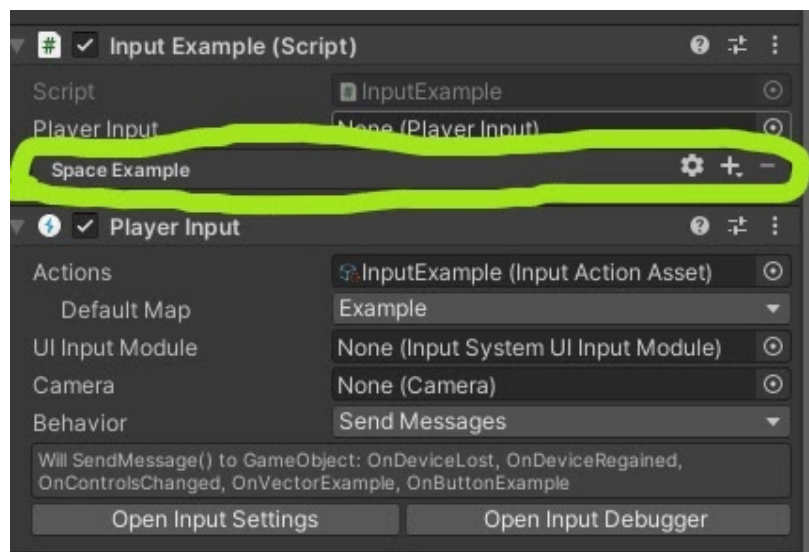 Input Example (Script)
Script InputExample
Player Input None (Player Input)
Space Example
Player Input
Actions InputExample (Input Action Asset)
Default Map Example
UI Input Module None (Input System UI Input Module)
Camera None (Camera)
Behavior Send Messages
Will SendMessage() to GameObject: OnDeviceLost, OnDeviceRegained,
OnControlsChanged, OnVectorExample, OnButtonExample
Open Input Settings Open Input Debugger